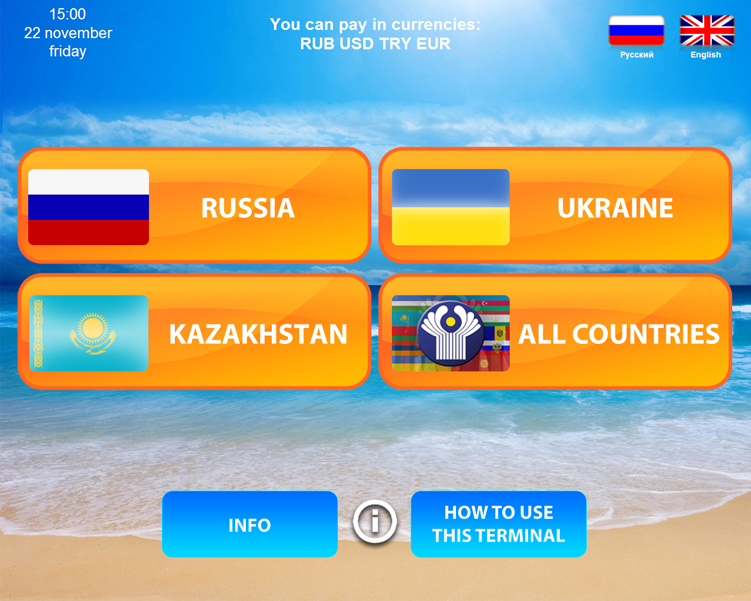 15:00
22 november
friday
You can pay in currencies:
RUB USD TRY EUR
Русский
English
RUSSIA
UKRAINE
KAZAKHSTAN
ALL COUNTRIES
INFO
i
HOW TO USE
THIS TERMINAL